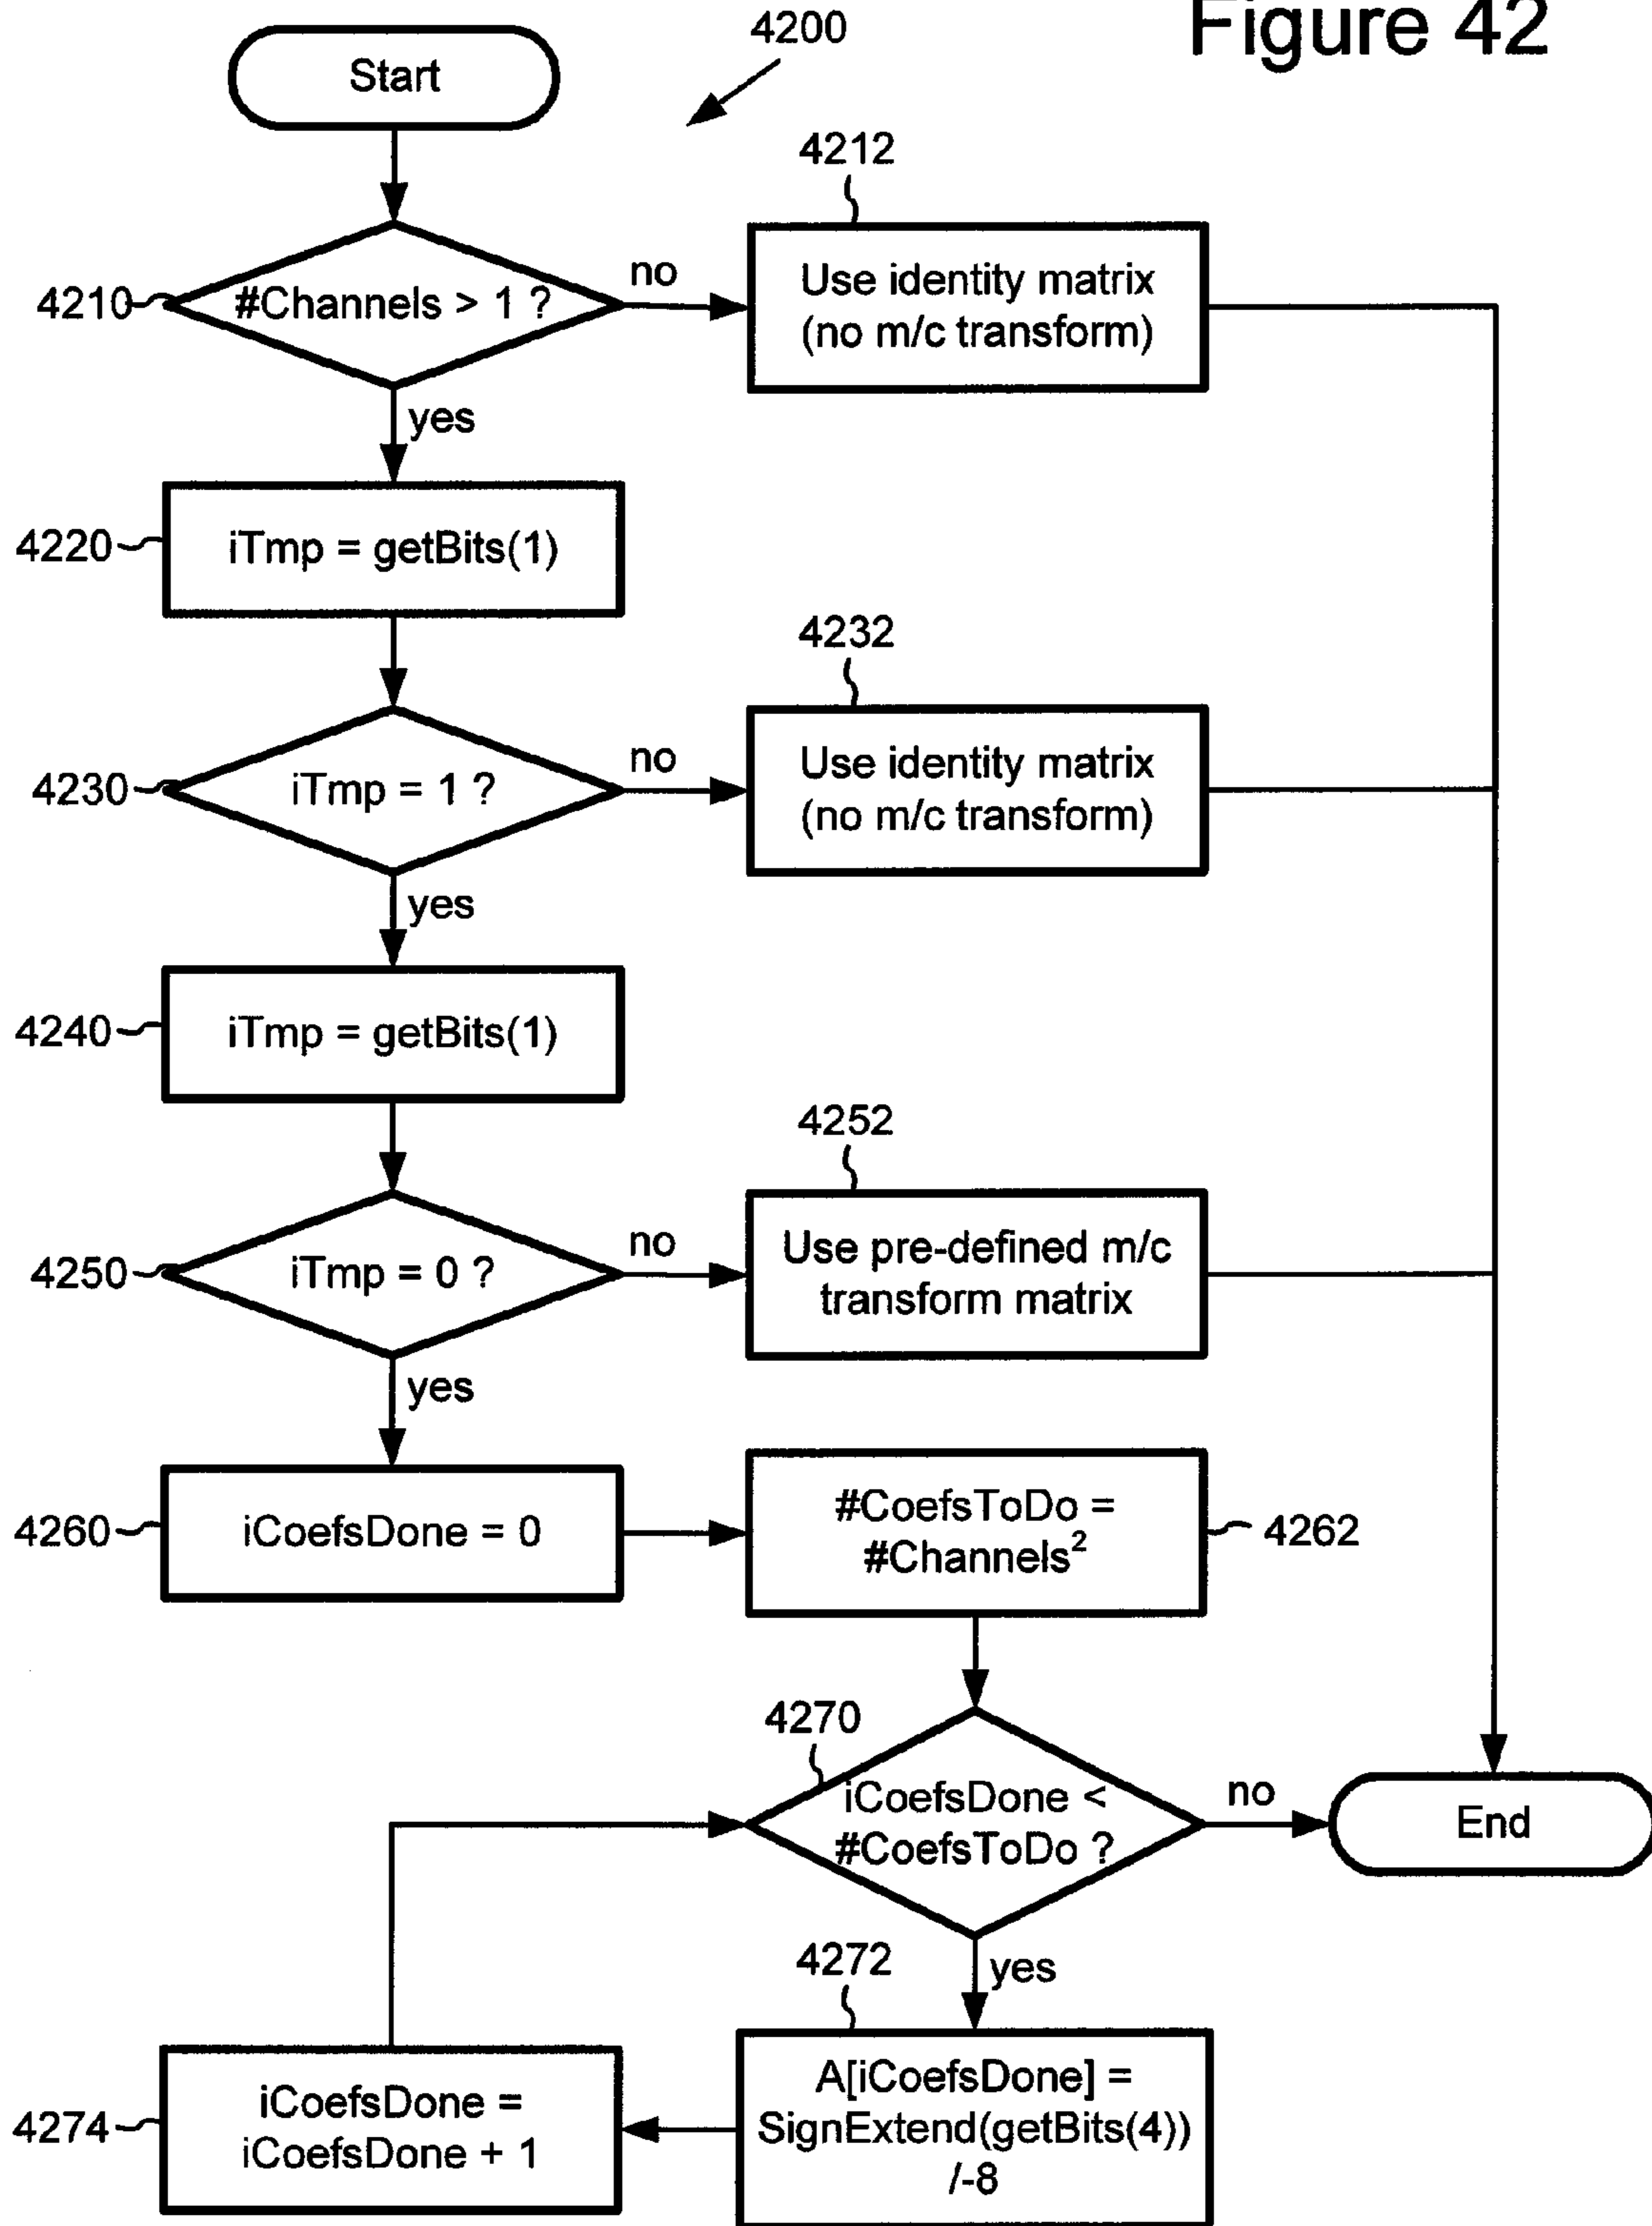 Figure 42
4200
Start
4212
4210
#Channels > 1 ?
no
Use identity matrix
(no m/c transform)
yes
4220
iTmp = getBits(1)
4232
4230
iTmp = 1 ?
no
Use identity matrix
(no m/c transform)
yes
4240
iTmp = getBits(1)
4252
4250
iTmp = 0 ?
no
Use pre-defined m/c
transform matrix
yes
4260
iCoefsDone = 0
#CoefsToDo =
#Channels²
4262
4270
iCoefsDone <
#CoefsToDo ?
no
End
yes
4272
A[iCoefsDone] =
SignExtend(getBits(4))
/-8
4274
iCoefsDone =
iCoefsDone + 1